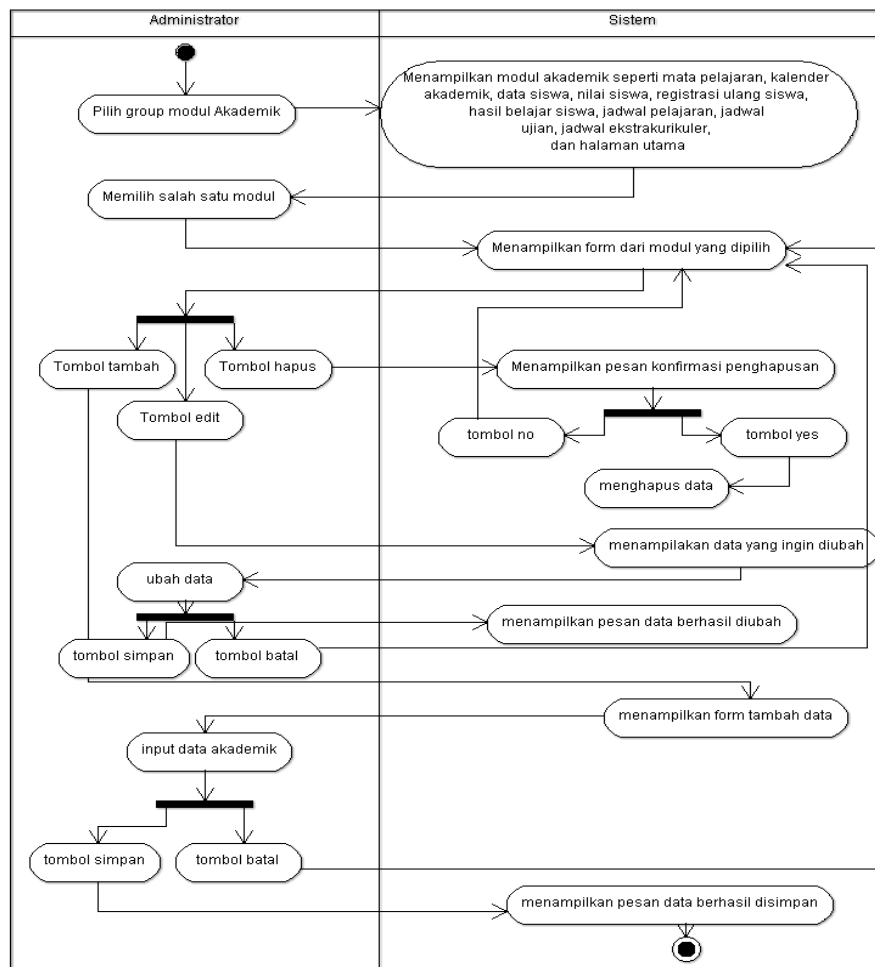 Administrator
Sistem
Pilih group modul Akademik
Menampilkan modul akademik seperti mata pelajaran, kalender
akademik, data siswa, nilai siswa, registrasi ulang siswa,
hasil belajar siswa, jadwal pelajaran, jadwal
ujian, jadwal ekstrakurikuler,
dan halaman utama
Memilih salah satu modul
Menampilkan form dari modul yang dipilih
Tombol tambah
Tombol hapus
Menampilkan pesan konfirmasi penghapusan
Tombol edit
tombol no
tombol yes
menghapus data
menampilakan data yang ingin diubah
ubah data
menampilkan pesan data berhasil diubah
tombol simpan
tombol batal
menampilkan form tambah data
input data akademik
tombol simpan
tombol batal
menampilkan pesan data berhasil disimpan